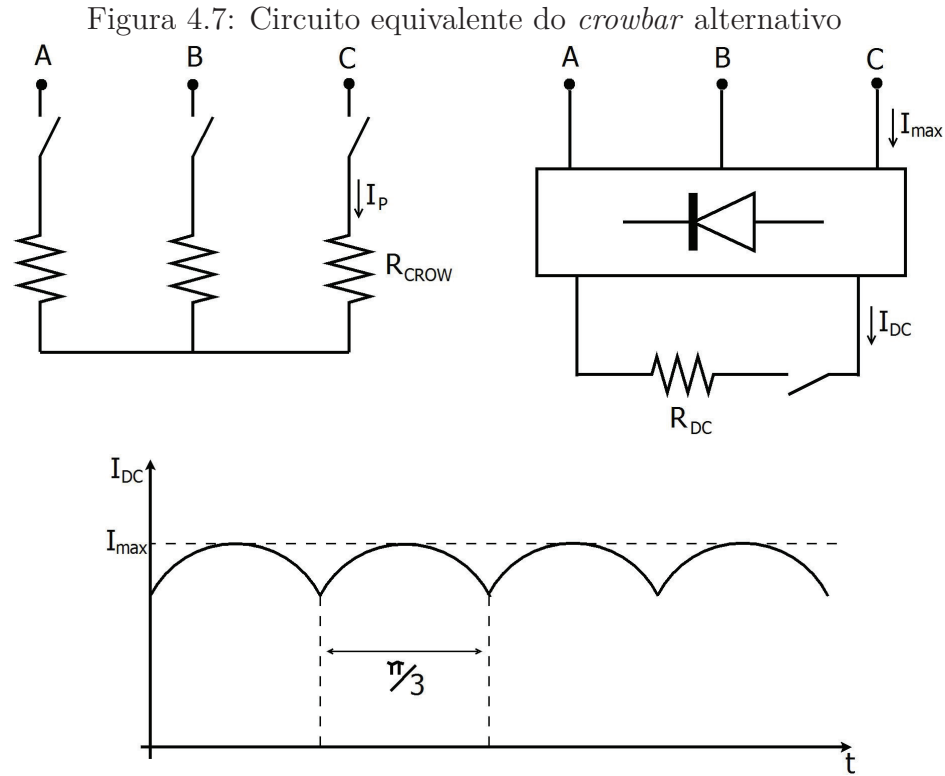 Figura 4.7: Circuito equivalente do crowbar alternativo
A B C
I_P
R_CROW
A B C
I_max
I_DC
R_DC
I_DC
I_max
π/3
t